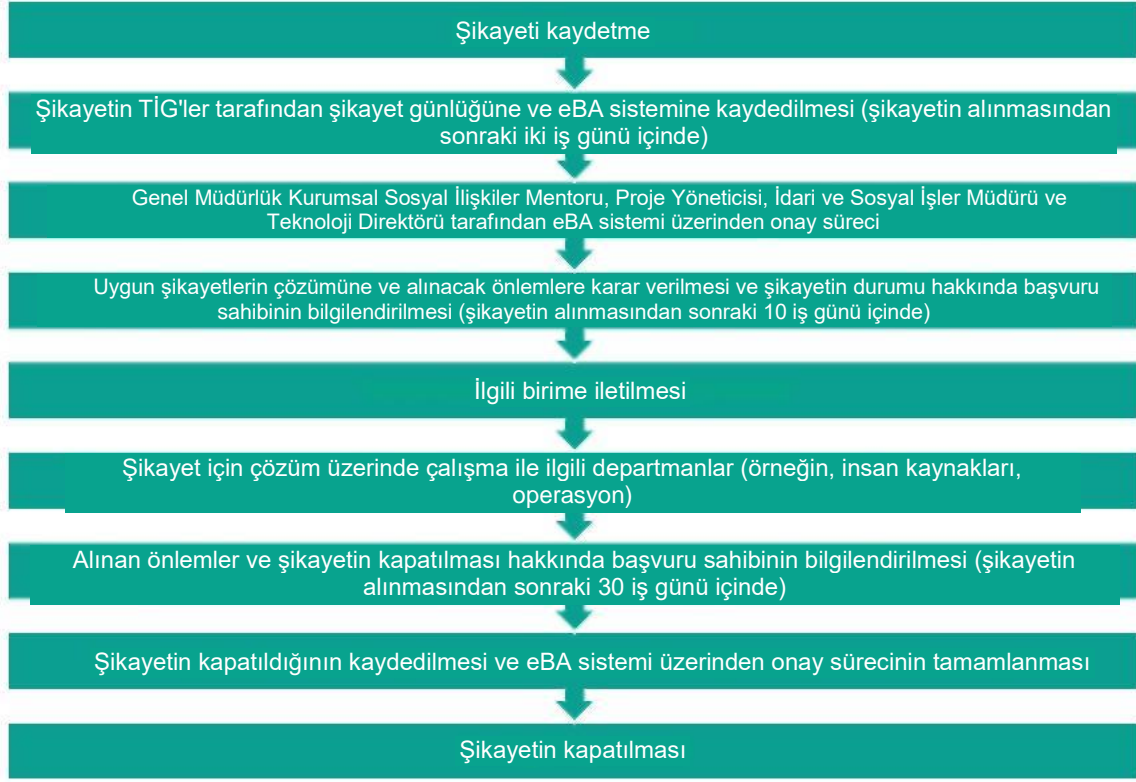 Şikayeti kaydetme
Şikayetin TİG'ler tarafından şikayet günlüğüne ve eBA sistemine kaydedilmesi (şikayetin alınmasından
sonraki iki iş günü içinde)
Genel Müdürlük Kurumsal Sosyal İlişkiler Mentoru, Proje Yöneticisi, İdari ve Sosyal İşler Müdürü ve
Teknoloji Direktörü tarafından eBA sistemi üzerinden onay süreci
Uygun şikayetlerin çözümüne ve alınacak önlemlere karar verilmesi ve şikayetin durumu hakkında başvuru
sahibinin bilgilendirilmesi (şikayetin alınmasından sonraki 10 iş günü içinde)
İlgili birime iletilmesi
Şikayet için çözüm üzerinde çalışma ile ilgili departmanlar (örneğin, insan kaynakları,
operasyon)
Alınan önlemler ve şikayetin kapatılması hakkında başvuru sahibinin bilgilendirilmesi (şikayetin
alınmasından sonraki 30 iş günü içinde)
Şikayetin kapatıldığının kaydedilmesi ve eBA sistemi üzerinden onay sürecinin tamamlanması
Şikayetin kapatılması